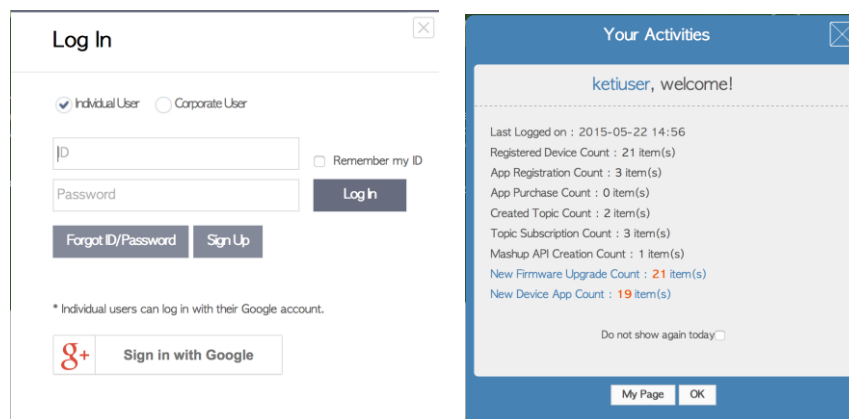 Log In
Individual User Corporate User
ID
Remember my ID
Password
Log In
Forgot ID/Password Sign Up
* Individual users can log in with their Google account.
g+ Sign in with Google
Your Activities
ketiuser, welcome!
Last Logged on : 2015-05-22 14:56
Registered Device Count : 21 item(s)
App Registration Count : 3 item(s)
App Purchase Count : 0 item(s)
Created Topic Count : 2 item(s)
Topic Subscription Count : 3 item(s)
Mashup API Creation Count : 1 item(s)
New Firmware Upgrade Count : 21 item(s)
New Device App Count : 19 item(s)
Do not show again today
My Page OK